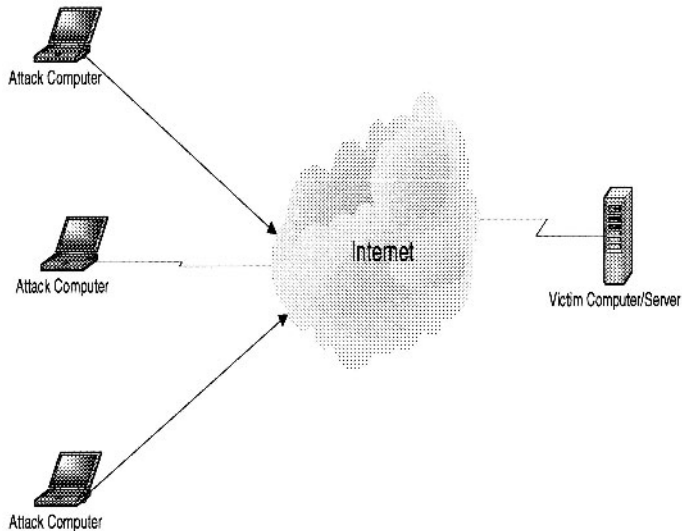 Attack Computer
Attack Computer
Internet
Victim Computer/Server
Attack Computer